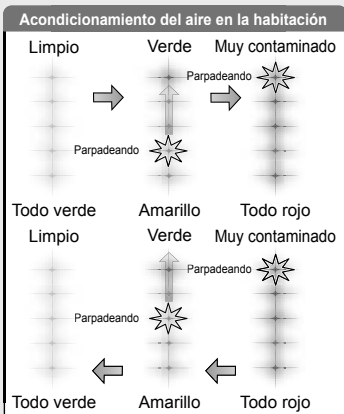 Acondicionamiento del aire en la habitación
Limpio Verde Muy contaminado
Parpadeando
Parpadeando
Todo verde Amarillo Todo rojo
Limpio Verde Muy contaminado
Parpadeando
Parpadeando
Todo verde Amarillo Todo rojo